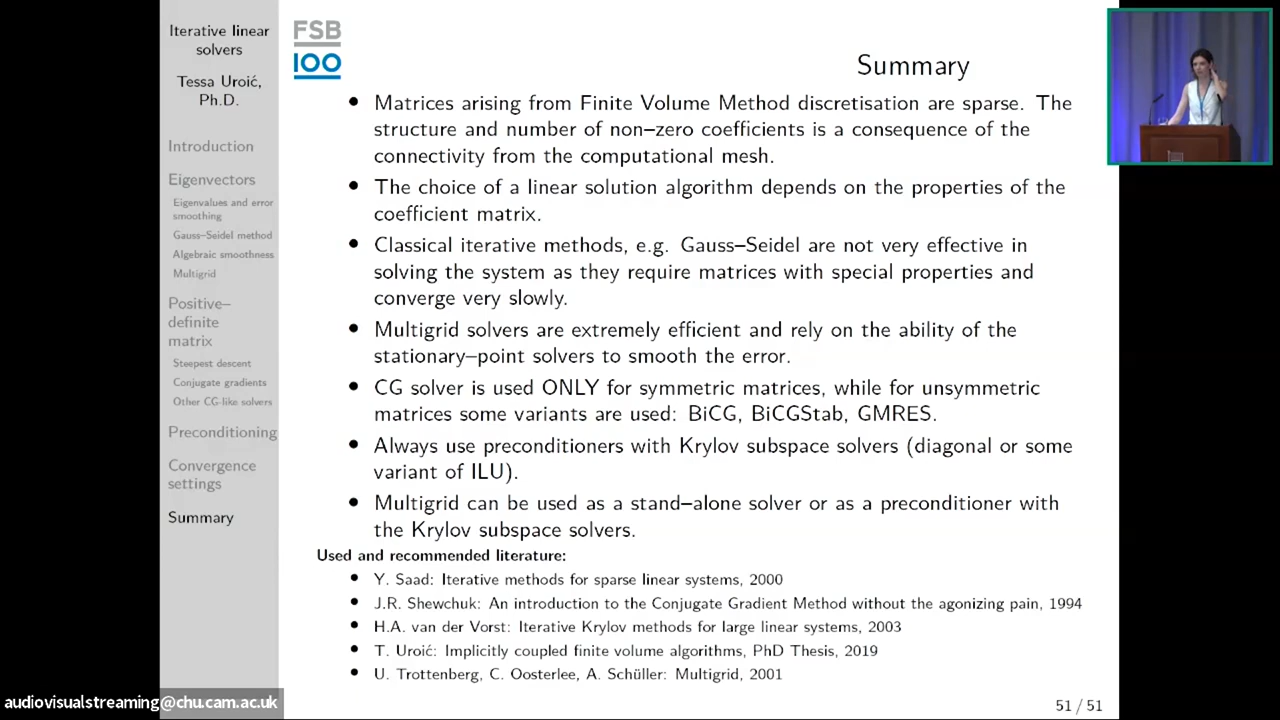 Iterative linear
solvers
Tessa Uroić,
Ph.D.
Introduction
Eigenvectors
Eigenvalues and error
smoothing
Gauss–Seidel method
Algebraic smoothness
Multigrid
Positive–
definite
matrix
Steepest descent
Conjugate gradients
Other CG-like solvers
Preconditioning
Convergence
settings
Summary
FSB
100
Summary
• Matrices arising from Finite Volume Method discretisation are sparse. The
structure and number of non–zero coefficients is a consequence of the
connectivity from the computational mesh.
• The choice of a linear solution algorithm depends on the properties of the
coefficient matrix.
• Classical iterative methods, e.g. Gauss–Seidel are not very effective in
solving the system as they require matrices with special properties and
converge very slowly.
• Multigrid solvers are extremely efficient and rely on the ability of the
stationary–point solvers to smooth the error.
• CG solver is used ONLY for symmetric matrices, while for unsymmetric
matrices some variants are used: BiCG, BiCGStab, GMRES.
• Always use preconditioners with Krylov subspace solvers (diagonal or some
variant of ILU).
• Multigrid can be used as a stand–alone solver or as a preconditioner with
the Krylov subspace solvers.
Used and recommended literature:
• Y. Saad: Iterative methods for sparse linear systems, 2000
• J.R. Shewchuk: An introduction to the Conjugate Gradient Method without the agonizing pain, 1994
• H.A. van der Vorst: Iterative Krylov methods for large linear systems, 2003
• T. Uroić: Implicitly coupled finite volume algorithms, PhD Thesis, 2019
• U. Trottenberg, C. Oosterlee, A. Schüller: Multigrid, 2001
51 / 51
audiovisualstreaming@chu.cam.ac.uk